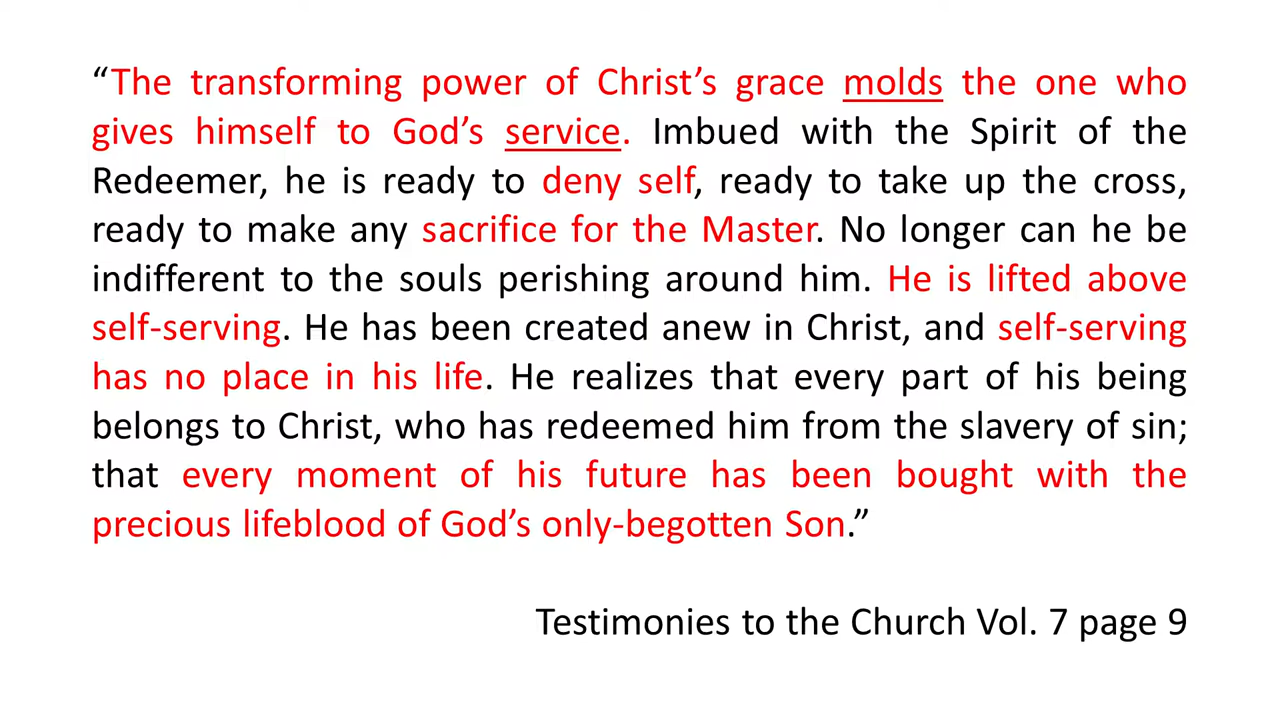 “The transforming power of Christ’s grace molds the one who
gives himself to God’s service. Imbued with the Spirit of the
Redeemer, he is ready to deny self, ready to take up the cross,
ready to make any sacrifice for the Master. No longer can he be
indifferent to the souls perishing around him. He is lifted above
self-serving. He has been created anew in Christ, and self-serving
has no place in his life. He realizes that every part of his being
belongs to Christ, who has redeemed him from the slavery of sin;
that every moment of his future has been bought with the
precious lifeblood of God’s only-begotten Son.”
Testimonies to the Church Vol. 7 page 9